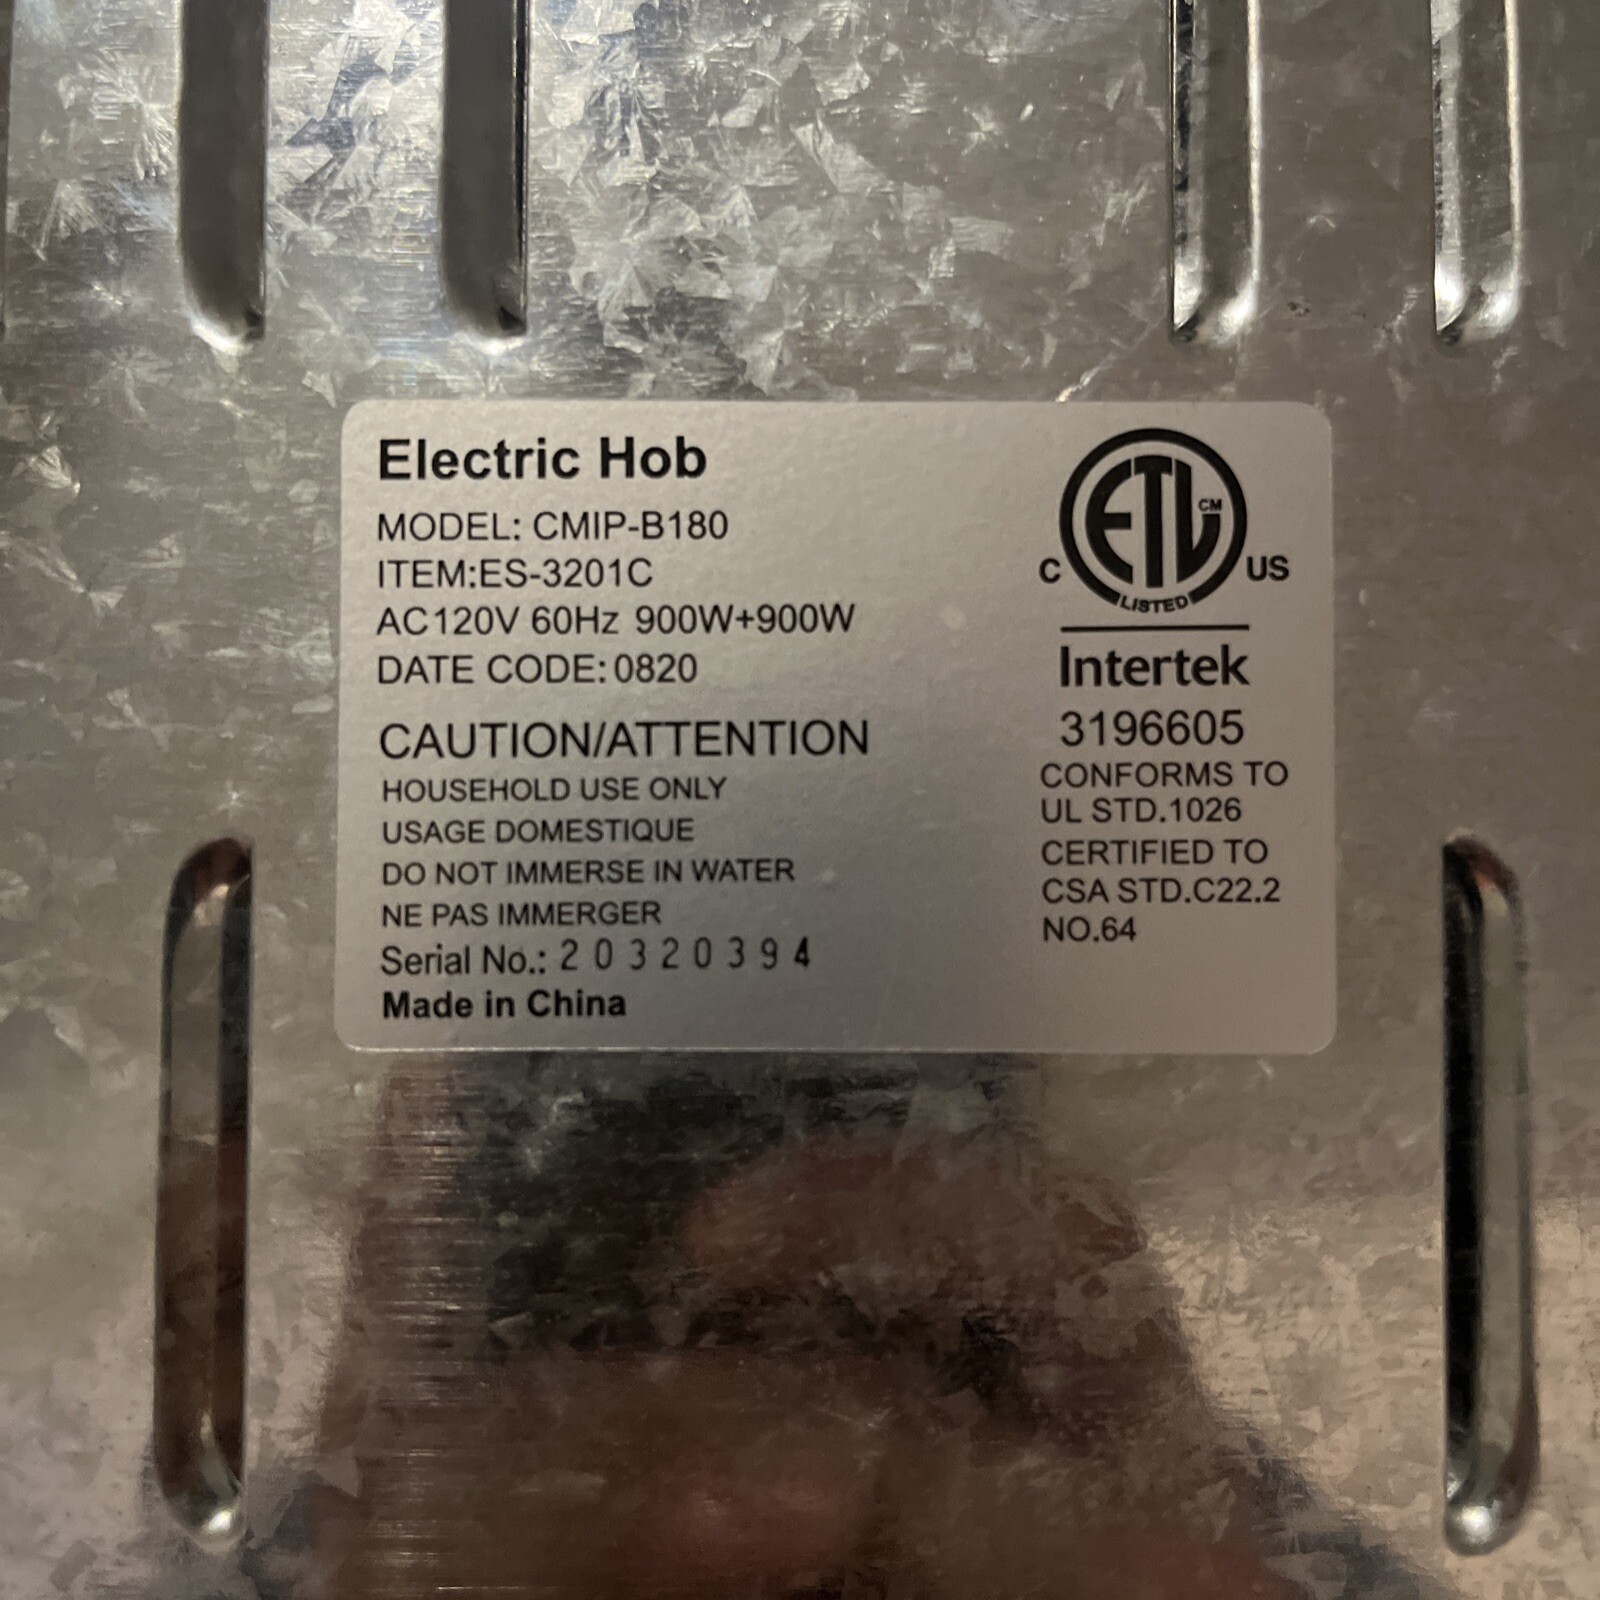 Electric Hob
MODEL: CMIP-B180
ITEM:ES-3201C
AC120V 60Hz 900W+900W
DATE CODE: 0820
CAUTION/ATTENTION
HOUSEHOLD USE ONLY
USAGE DOMESTIQUE
DO NOT IMMERSE IN WATER
NE PAS IMMERGER
Serial No.: 20320394
Made in China
ETL CM
C US
LISTED
Intertek
3196605
CONFORMS TO
UL STD.1026
CERTIFIED TO
CSA STD.C22.2
NO.64